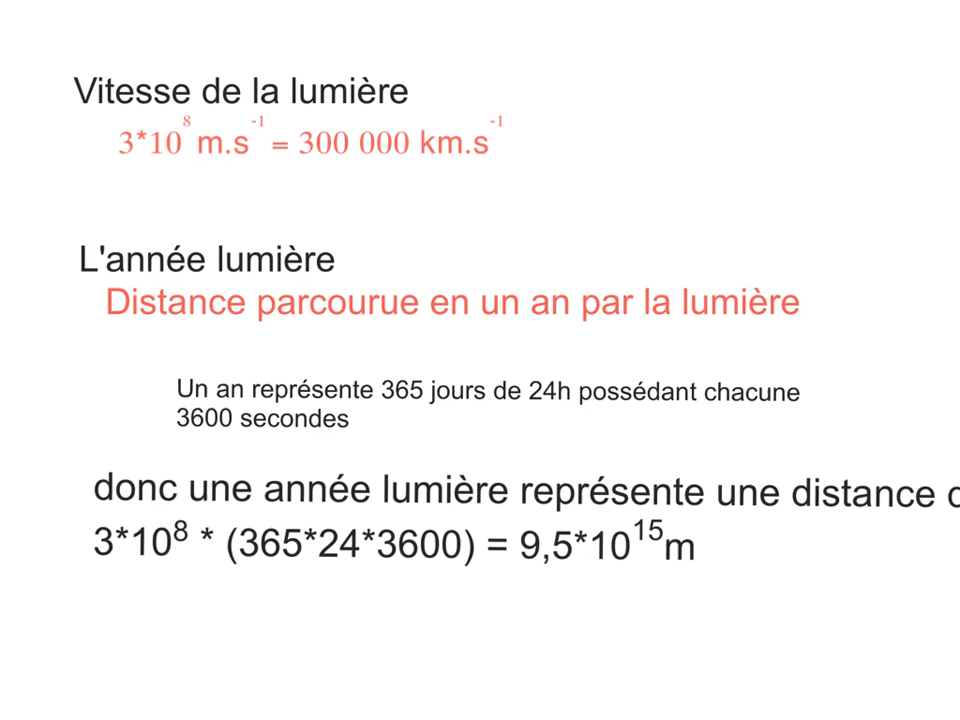 Vitesse de la lumière
3*10⁸ m.s⁻¹ = 300 000 km.s⁻¹
L'année lumière
Distance parcourue en un an par la lumière
Un an représente 365 jours de 24h possédant chacune
3600 secondes
donc une année lumière représente une distance
3*10⁸ * (365*24*3600) = 9,5*10¹⁵m